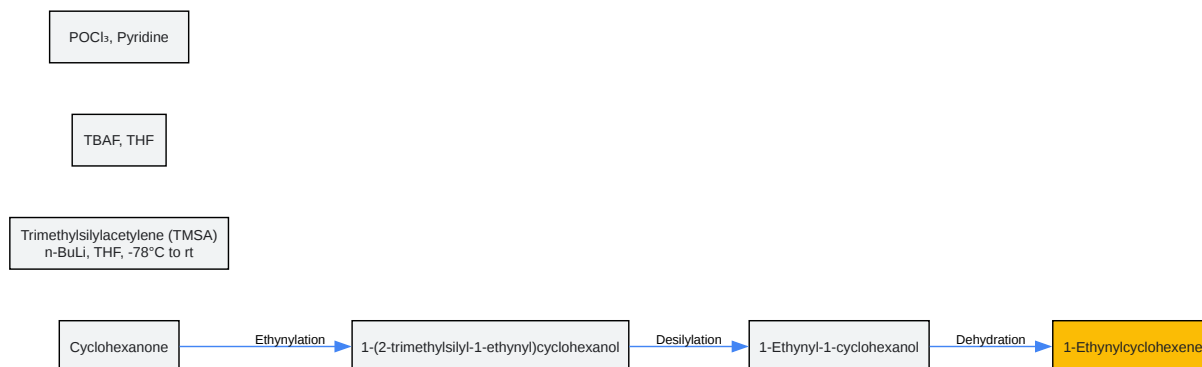 POCl₃, Pyridine
TBAF, THF
Trimethylsilylacetylene (TMSA)
n-BuLi, THF, -78°C to rt
Cyclohexanone
Ethynylation
1-(2-trimethylsilyl-1-ethynyl)cyclohexanol
Desilylation
1-Ethynyl-1-cyclohexanol
Dehydration
1-Ethynylcyclohexene